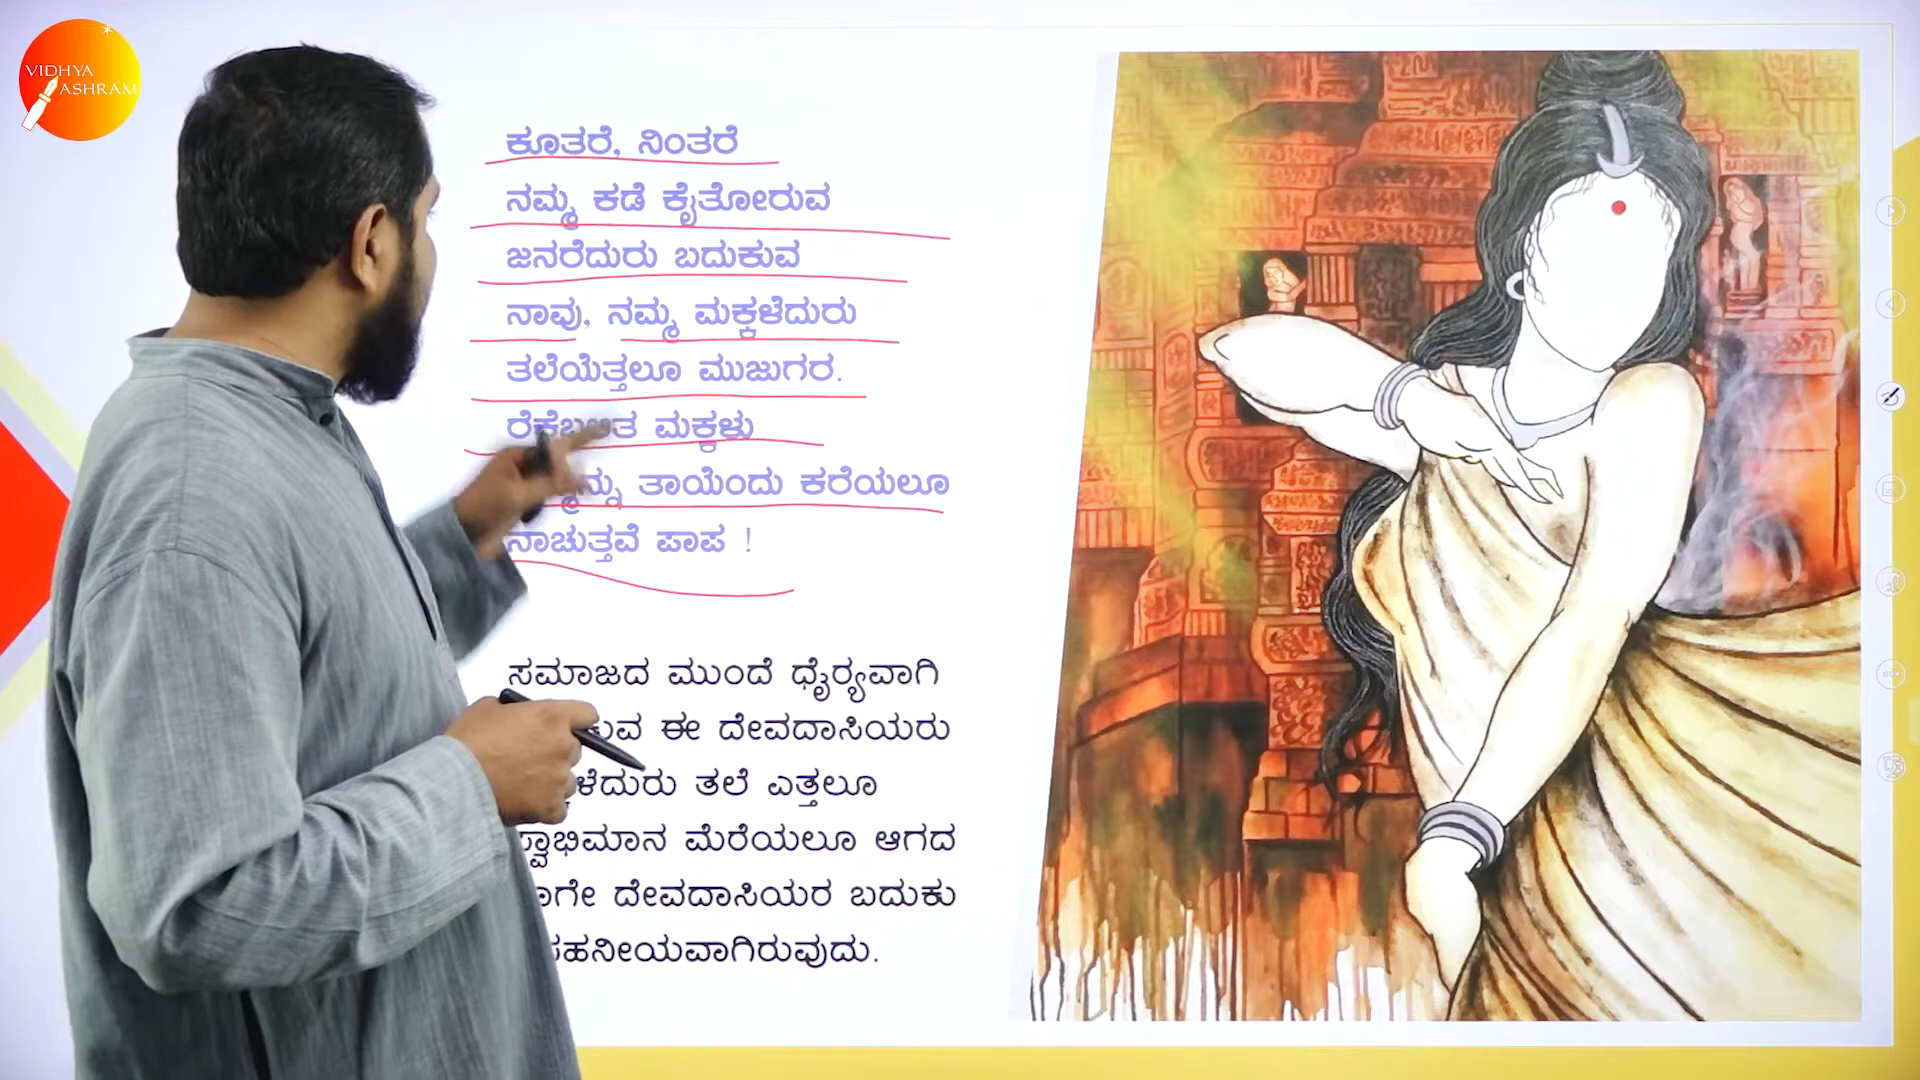 VIDHYA
ASHRAM
ಕೂತರೆ, ನಿಂತರೆ
ನಮ್ಮ ಕಡೆ ಕೈತೋರುವ
ಜನರೆದುರು ಬದುಕುವ
ನಾವು, ನಮ್ಮ ಮಕ್ಕಳೆದುರು
ತಲೆಯೆತ್ತಲೂ ಮುಜುಗರ.
ಮಕ್ಕಳು
ತಾಯೆಂದು ಕರೆಯಲೂ
ನಾಚುತ್ತವೆ ಪಾಪ !
ಸಮಾಜದ ಮುಂದೆ ಧೈರ್‍ಯವಾಗಿ
ಈ ದೇವದಾಸಿಯರು
ತಲೆ ಎತ್ತಲೂ
ಸ್ವಾಭಿಮಾನ ಮೆರೆಯಲೂ ಆಗದ
ದೇವದಾಸಿಯರ ಬದುಕು